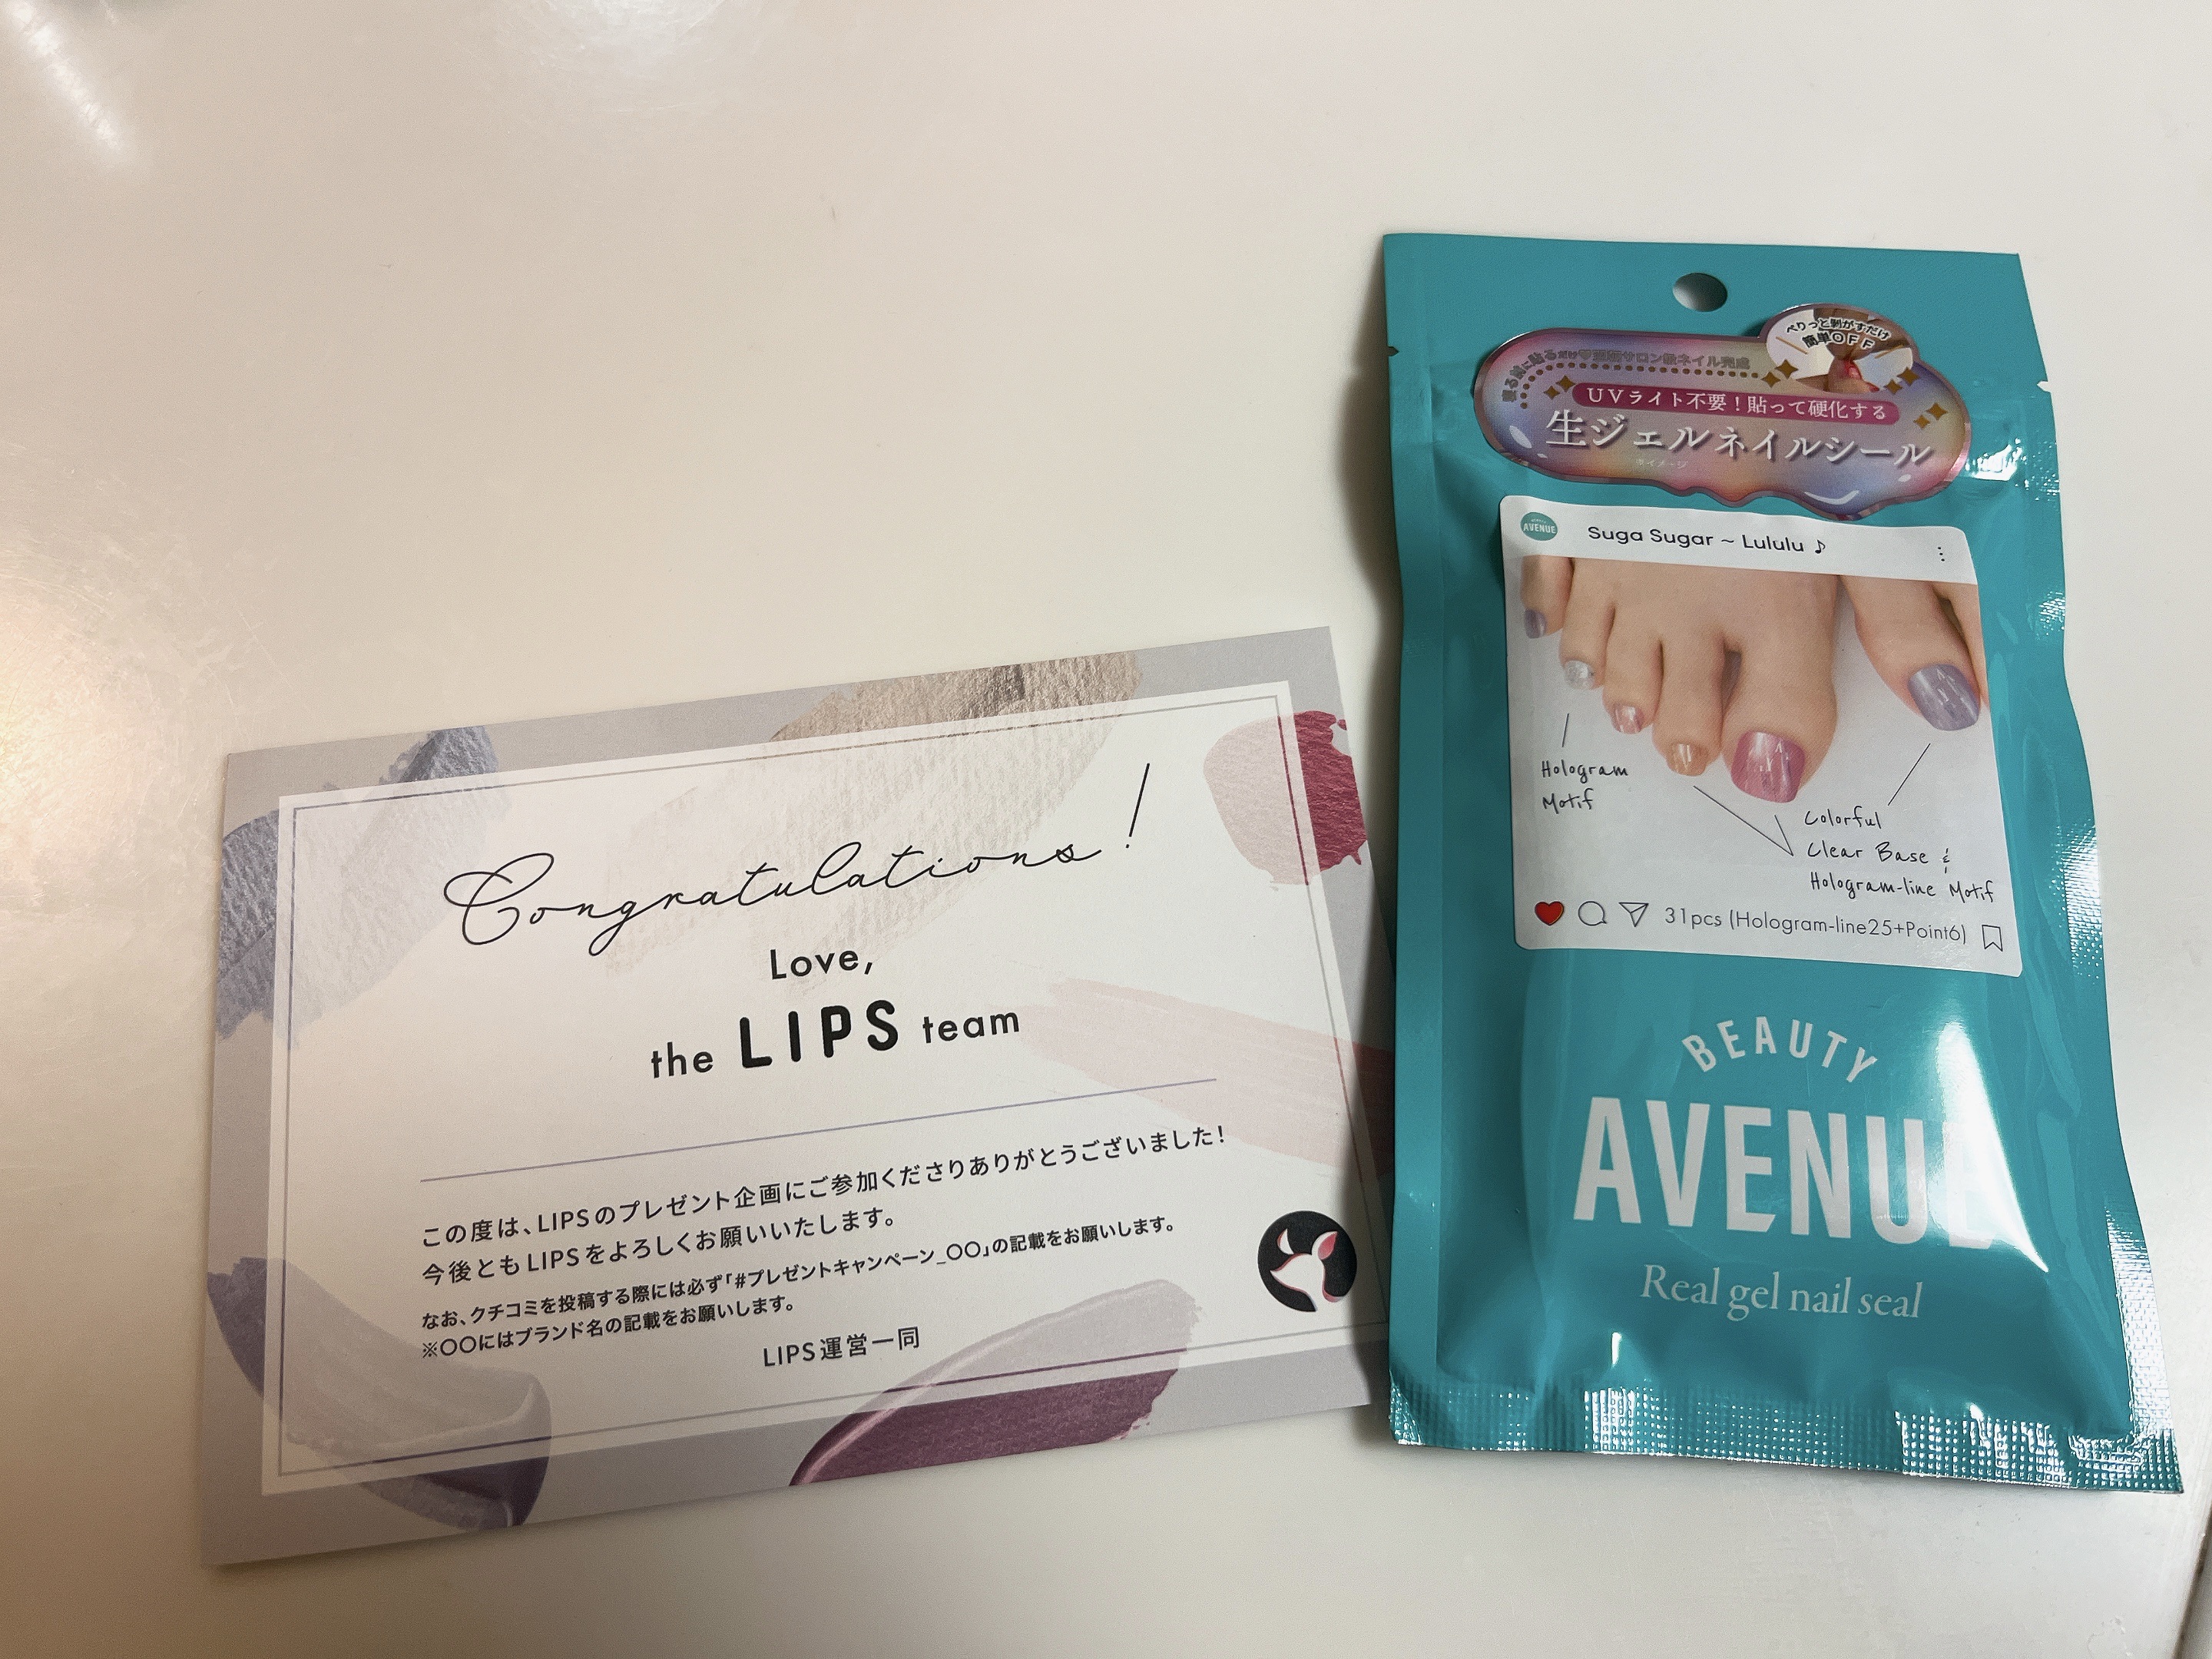 Congratulations!
Love,
the LIPS team
この度は、LIPSのプレゼント企画にご参加くださりありがとうございました!
今後ともLIPSをよろしくお願いいたします。
なお、クチコミを投稿する際には必ず「#プレゼントキャンペーン_〇〇」の記載をお願いします。
※〇〇にはブランド名の記載をお願いします。
LIPS運営一同
ぺりっと剥がすだけ
簡単OFF
UVライト不要!貼って硬化する
生ジェルネイルシール
※イメージ
AVENUE
Suga Sugar ~ Lululu ♪
Hologram
Motif
Colorful
Clear Base &
Hologram-line Motif
31pcs (Hologram-line25+Point6)
BEAUTY
AVENUE
Real gel nail seal